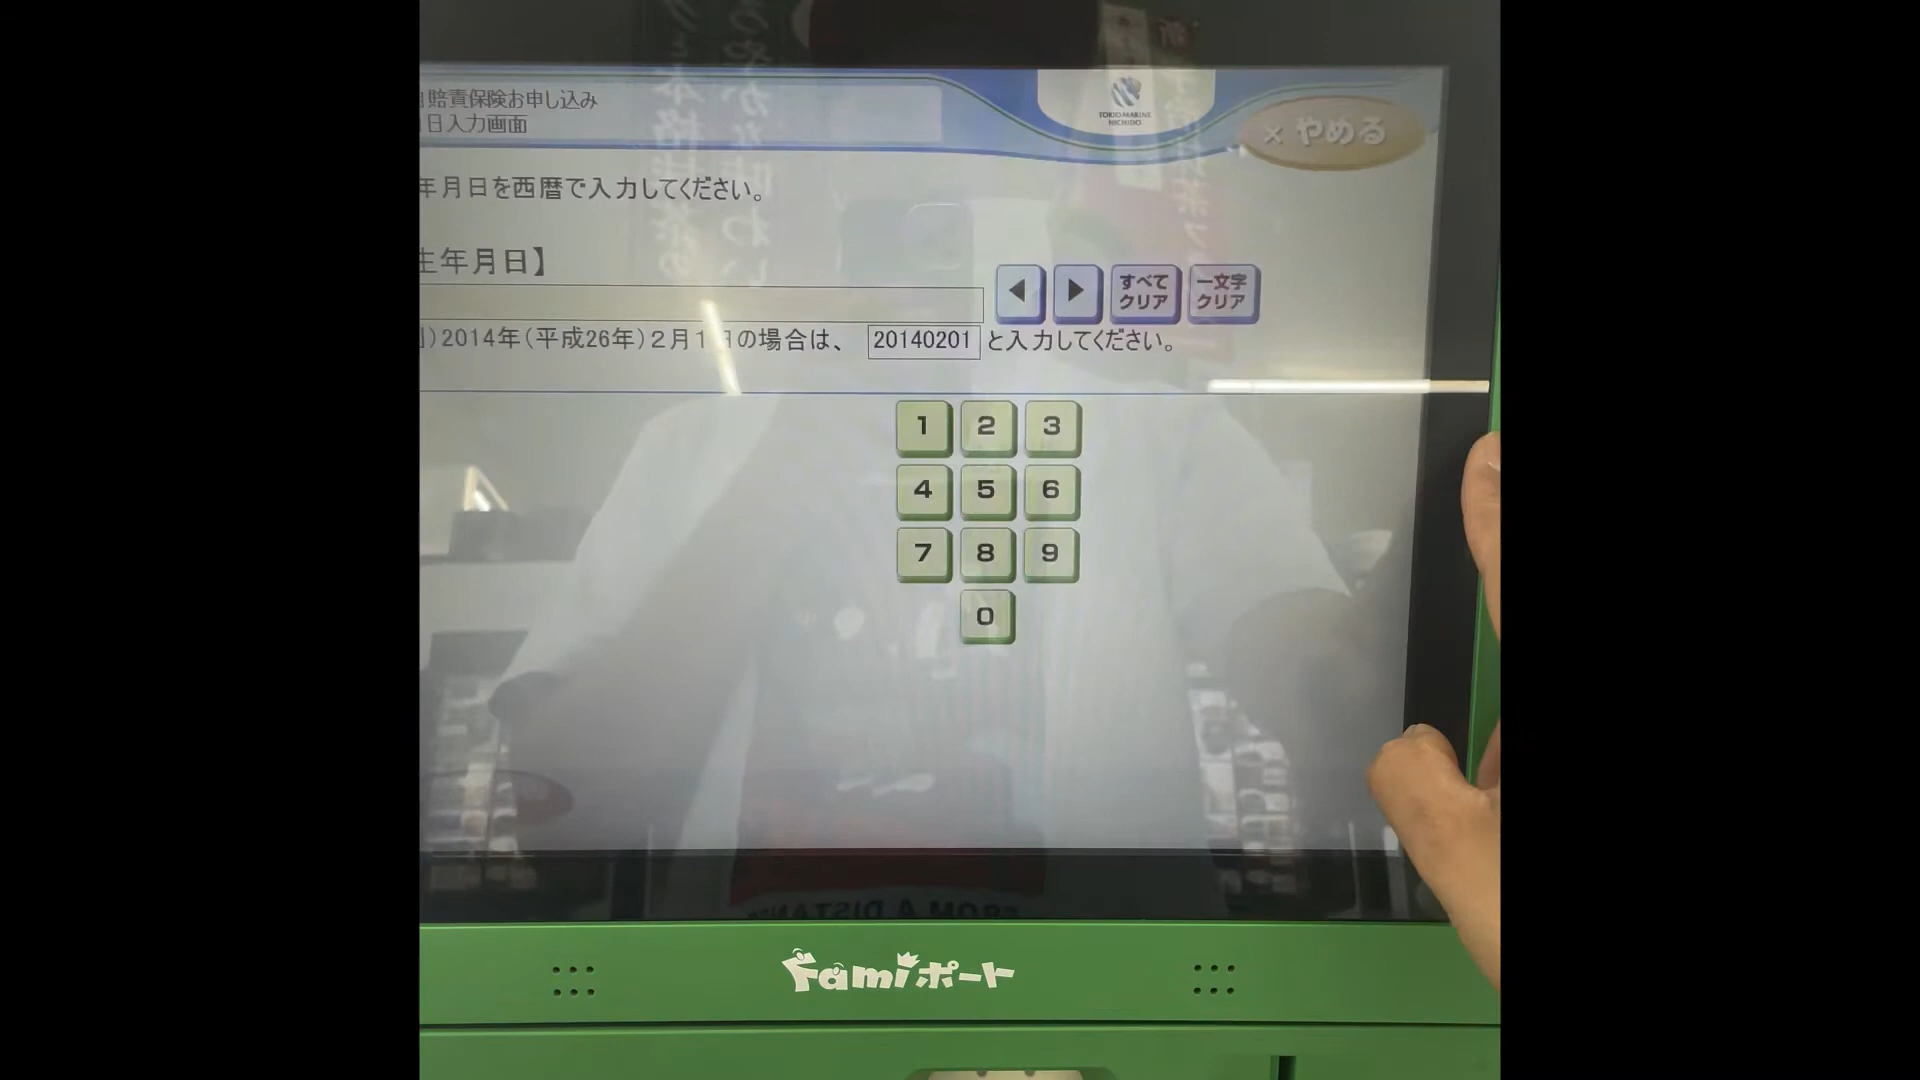 賠責保険お申し込み
TOKIO MARINE
NICHIDO
× やめる
日入力画面
年月日を西暦で入力してください。
生年月日】
◀ ▶ すべて
クリア
一文字
クリア
)2014年(平成26年)2月1日の場合は、 20140201 と入力してください。
1 2 3
4 5 6
7 8 9
0
Famiポート